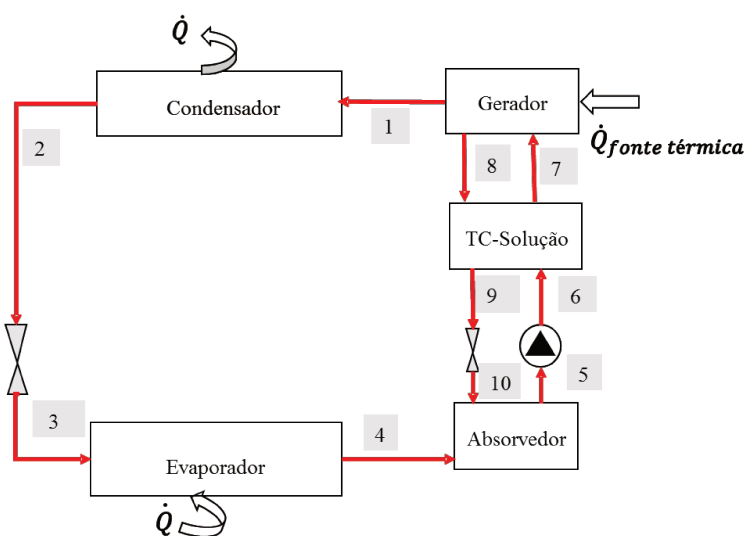 Q̇
Condensador
1
Gerador
Q̇fonte térmica
2
8
7
TC-Solução
9
6
10
5
3
4
Absorvedor
Evaporador
Q̇